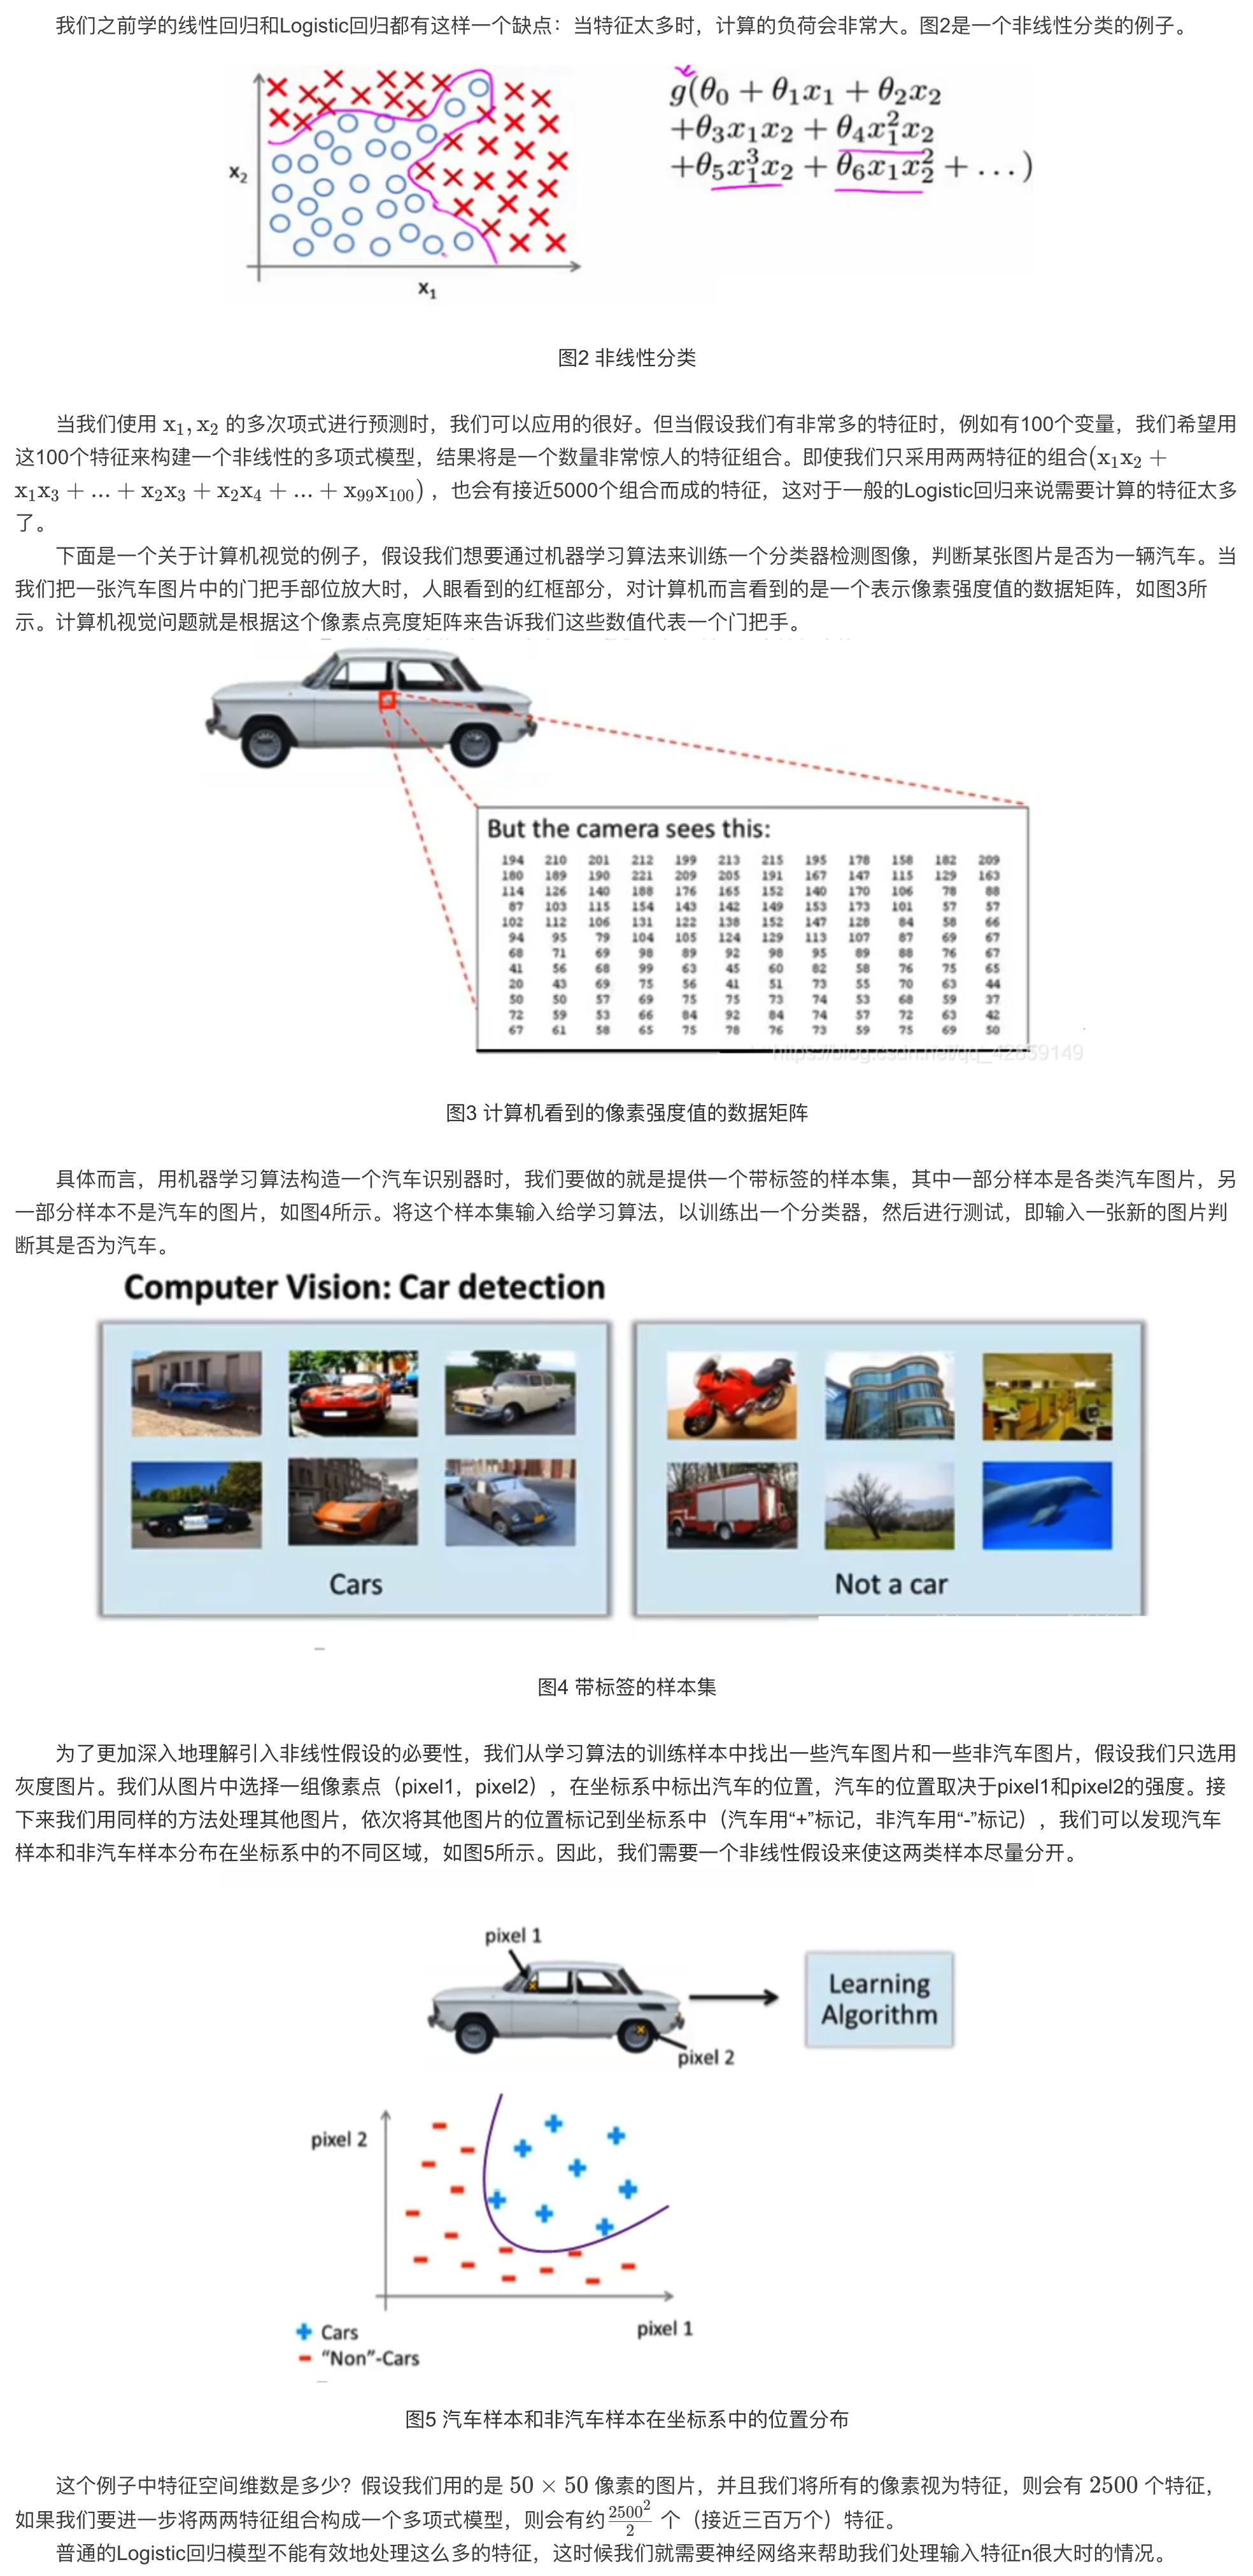 我们之前学的线性回归和Logistic回归都有这样一个缺点：当特征太多时，计算的负荷会非常大。图2是一个非线性分类的例子。
g(θ₀ + θ₁x₁ + θ₂x₂
+θ₃x₁x₂ + θ₄x₁²x₂
+θ₅x₁³x₂ + θ₆x₁x₂² + …)
x₂
x₁
图2 非线性分类
当我们使用 x₁, x₂ 的多次项式进行预测时，我们可以应用的很好。但当假设我们有非常多的特征时，例如有100个变量，我们希望用
这100个特征来构建一个非线性的多项式模型，结果将是一个数量非常惊人的特征组合。即使我们只采用两两特征的组合(x₁x₂ +
x₁x₃ + … + x₂x₃ + x₂x₄ + … + x₉₉x₁₀₀) ，也会有接近5000个组合而成的特征，这对于一般的Logistic回归来说需要计算的特征太多
了。
下面是一个关于计算机视觉的例子，假设我们想要通过机器学习算法来训练一个分类器检测图像，判断某张图片是否为一辆汽车。当
我们把一张汽车图片中的门把手部位放大时，人眼看到的红框部分，对计算机而言看到的是一个表示像素强度值的数据矩阵，如图3所
示。计算机视觉问题就是根据这个像素点亮度矩阵来告诉我们这些数值代表一个门把手。
But the camera sees this:
194 210 201 212 199 213 215 195 178 158 182 209
180 189 190 221 209 205 191 167 147 115 129 163
114 126 140 188 176 165 152 140 170 106 78 88
87 103 115 154 143 142 149 153 173 101 57 57
102 112 106 131 122 138 152 147 128 84 58 66
94 95 79 104 105 124 129 113 107 87 69 67
68 71 69 98 89 92 98 95 89 88 76 67
41 56 68 99 63 45 60 82 58 76 75 65
20 43 69 75 56 41 51 73 55 70 63 44
50 50 57 69 75 75 73 74 53 68 59 37
72 59 53 66 84 92 84 74 57 72 63 42
67 61 58 65 75 78 76 73 59 75 69 50
https://blog.csdn.net/qq_42859149
图3 计算机看到的像素强度值的数据矩阵
具体而言，用机器学习算法构造一个汽车识别器时，我们要做的就是提供一个带标签的样本集，其中一部分样本是各类汽车图片，另
一部分样本不是汽车的图片，如图4所示。将这个样本集输入给学习算法，以训练出一个分类器，然后进行测试，即输入一张新的图片判
断其是否为汽车。
Computer Vision: Car detection
Cars
Not a car
图4 带标签的样本集
为了更加深入地理解引入非线性假设的必要性，我们从学习算法的训练样本中找出一些汽车图片和一些非汽车图片，假设我们只选用
灰度图片。我们从图片中选择一组像素点（pixel1，pixel2），在坐标系中标出汽车的位置，汽车的位置取决于pixel1和pixel2的强度。接
下来我们用同样的方法处理其他图片，依次将其他图片的位置标记到坐标系中（汽车用“+”标记，非汽车用“-”标记），我们可以发现汽车
样本和非汽车样本分布在坐标系中的不同区域，如图5所示。因此，我们需要一个非线性假设来使这两类样本尽量分开。
pixel 1
Learning
Algorithm
pixel 2
pixel 2
pixel 1
Cars
“Non”-Cars
图5 汽车样本和非汽车样本在坐标系中的位置分布
这个例子中特征空间维数是多少？假设我们用的是 50 × 50 像素的图片，并且我们将所有的像素视为特征，则会有 2500 个特征，
如果我们要进一步将两两特征组合构成一个多项式模型，则会有约2500²/2 个（接近三百万个）特征。
普通的Logistic回归模型不能有效地处理这么多的特征，这时候我们就需要神经网络来帮助我们处理输入特征n很大时的情况。